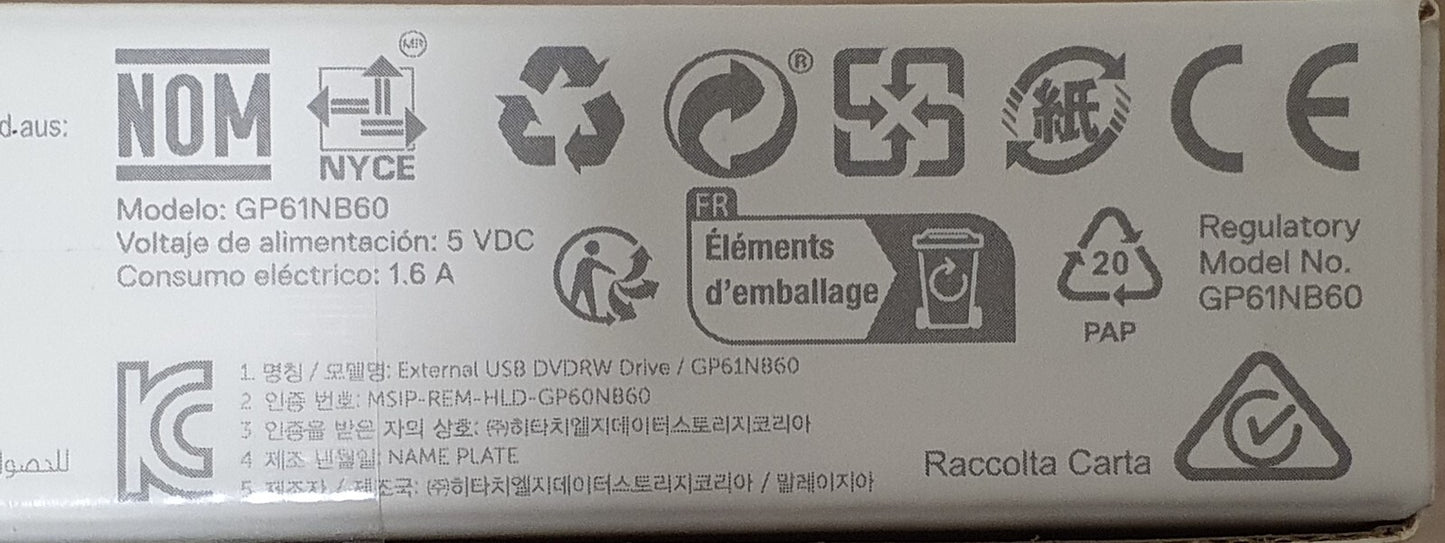 d.aus:
NOM
MR
NYCE
®
紙
CE
Modelo: GP61NB60
Voltaje de alimentación: 5 VDC
Consumo eléctrico: 1.6 A
FR
Éléments
d'emballage
20
PAP
Regulatory
Model No.
GP61NB60
1. 명칭 / 모델명: External USB DVDRW Drive / GP61NB60
2 인증 번호: MSIP-REM-HLD-GP60NB60
3 인증을 받은 자의 상호: ㈜히타치엘지데이터스토리지코리아
4 제조 년월일: NAME PLATE
5 제조자 / 제조국: ㈜히타치엘지데이터스토리지코리아 / 말레이지아
للحصول
Raccolta Carta